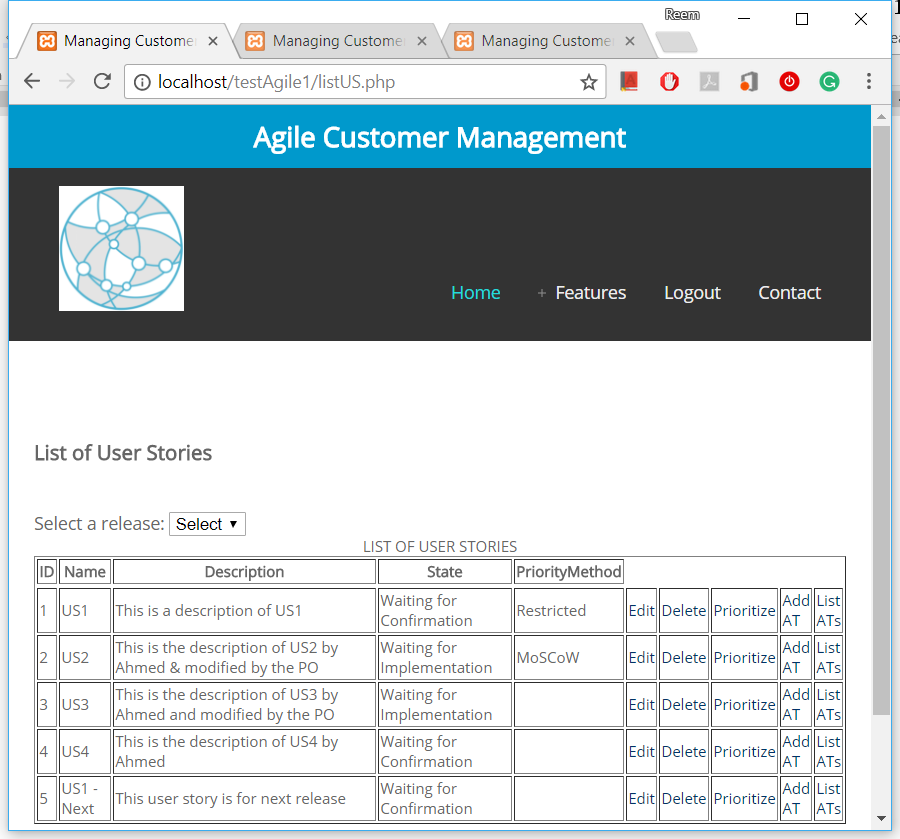 Reem
Managing Custome Managing Custome Managing Custome
localhost/testAgile1/listUS.php
Agile Customer Management
Home + Features Logout Contact
List of User Stories
Select a release: Select
LIST OF USER STORIES
ID Name Description State PriorityMethod
1 US1 This is a description of US1 Waiting for Confirmation Restricted Edit Delete Prioritize Add AT List ATs
2 US2 This is the description of US2 by Ahmed & modified by the PO Waiting for Implementation MoSCoW Edit Delete Prioritize Add AT List ATs
3 US3 This is the description of US3 by Ahmed and modified by the PO Waiting for Implementation Edit Delete Prioritize Add AT List ATs
4 US4 This is the description of US4 by Ahmed Waiting for Confirmation Edit Delete Prioritize Add AT List ATs
5 US1 - Next This user story is for next release Waiting for Confirmation Edit Delete Prioritize Add AT List ATs